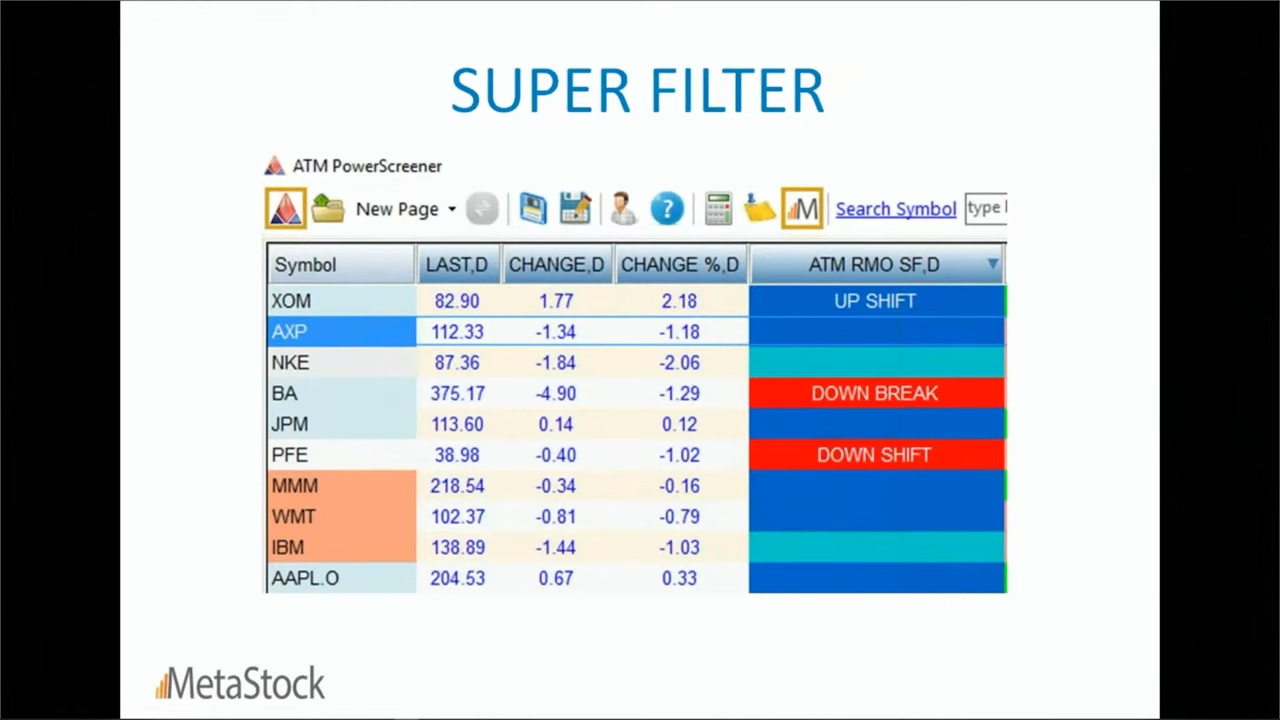 SUPER FILTER
ATM PowerScreener
New Page Search Symbol type
Symbol LAST,D CHANGE,D CHANGE %,D ATM RMO SF,D
XOM 82.90 1.77 2.18 UP SHIFT
AXP 112.33 -1.34 -1.18
NKE 87.36 -1.84 -2.06
BA 375.17 -4.90 -1.29 DOWN BREAK
JPM 113.60 0.14 0.12
PFE 38.98 -0.40 -1.02 DOWN SHIFT
MMM 218.54 -0.34 -0.16
WMT 102.37 -0.81 -0.79
IBM 138.89 -1.44 -1.03
AAPL.O 204.53 0.67 0.33
MetaStock